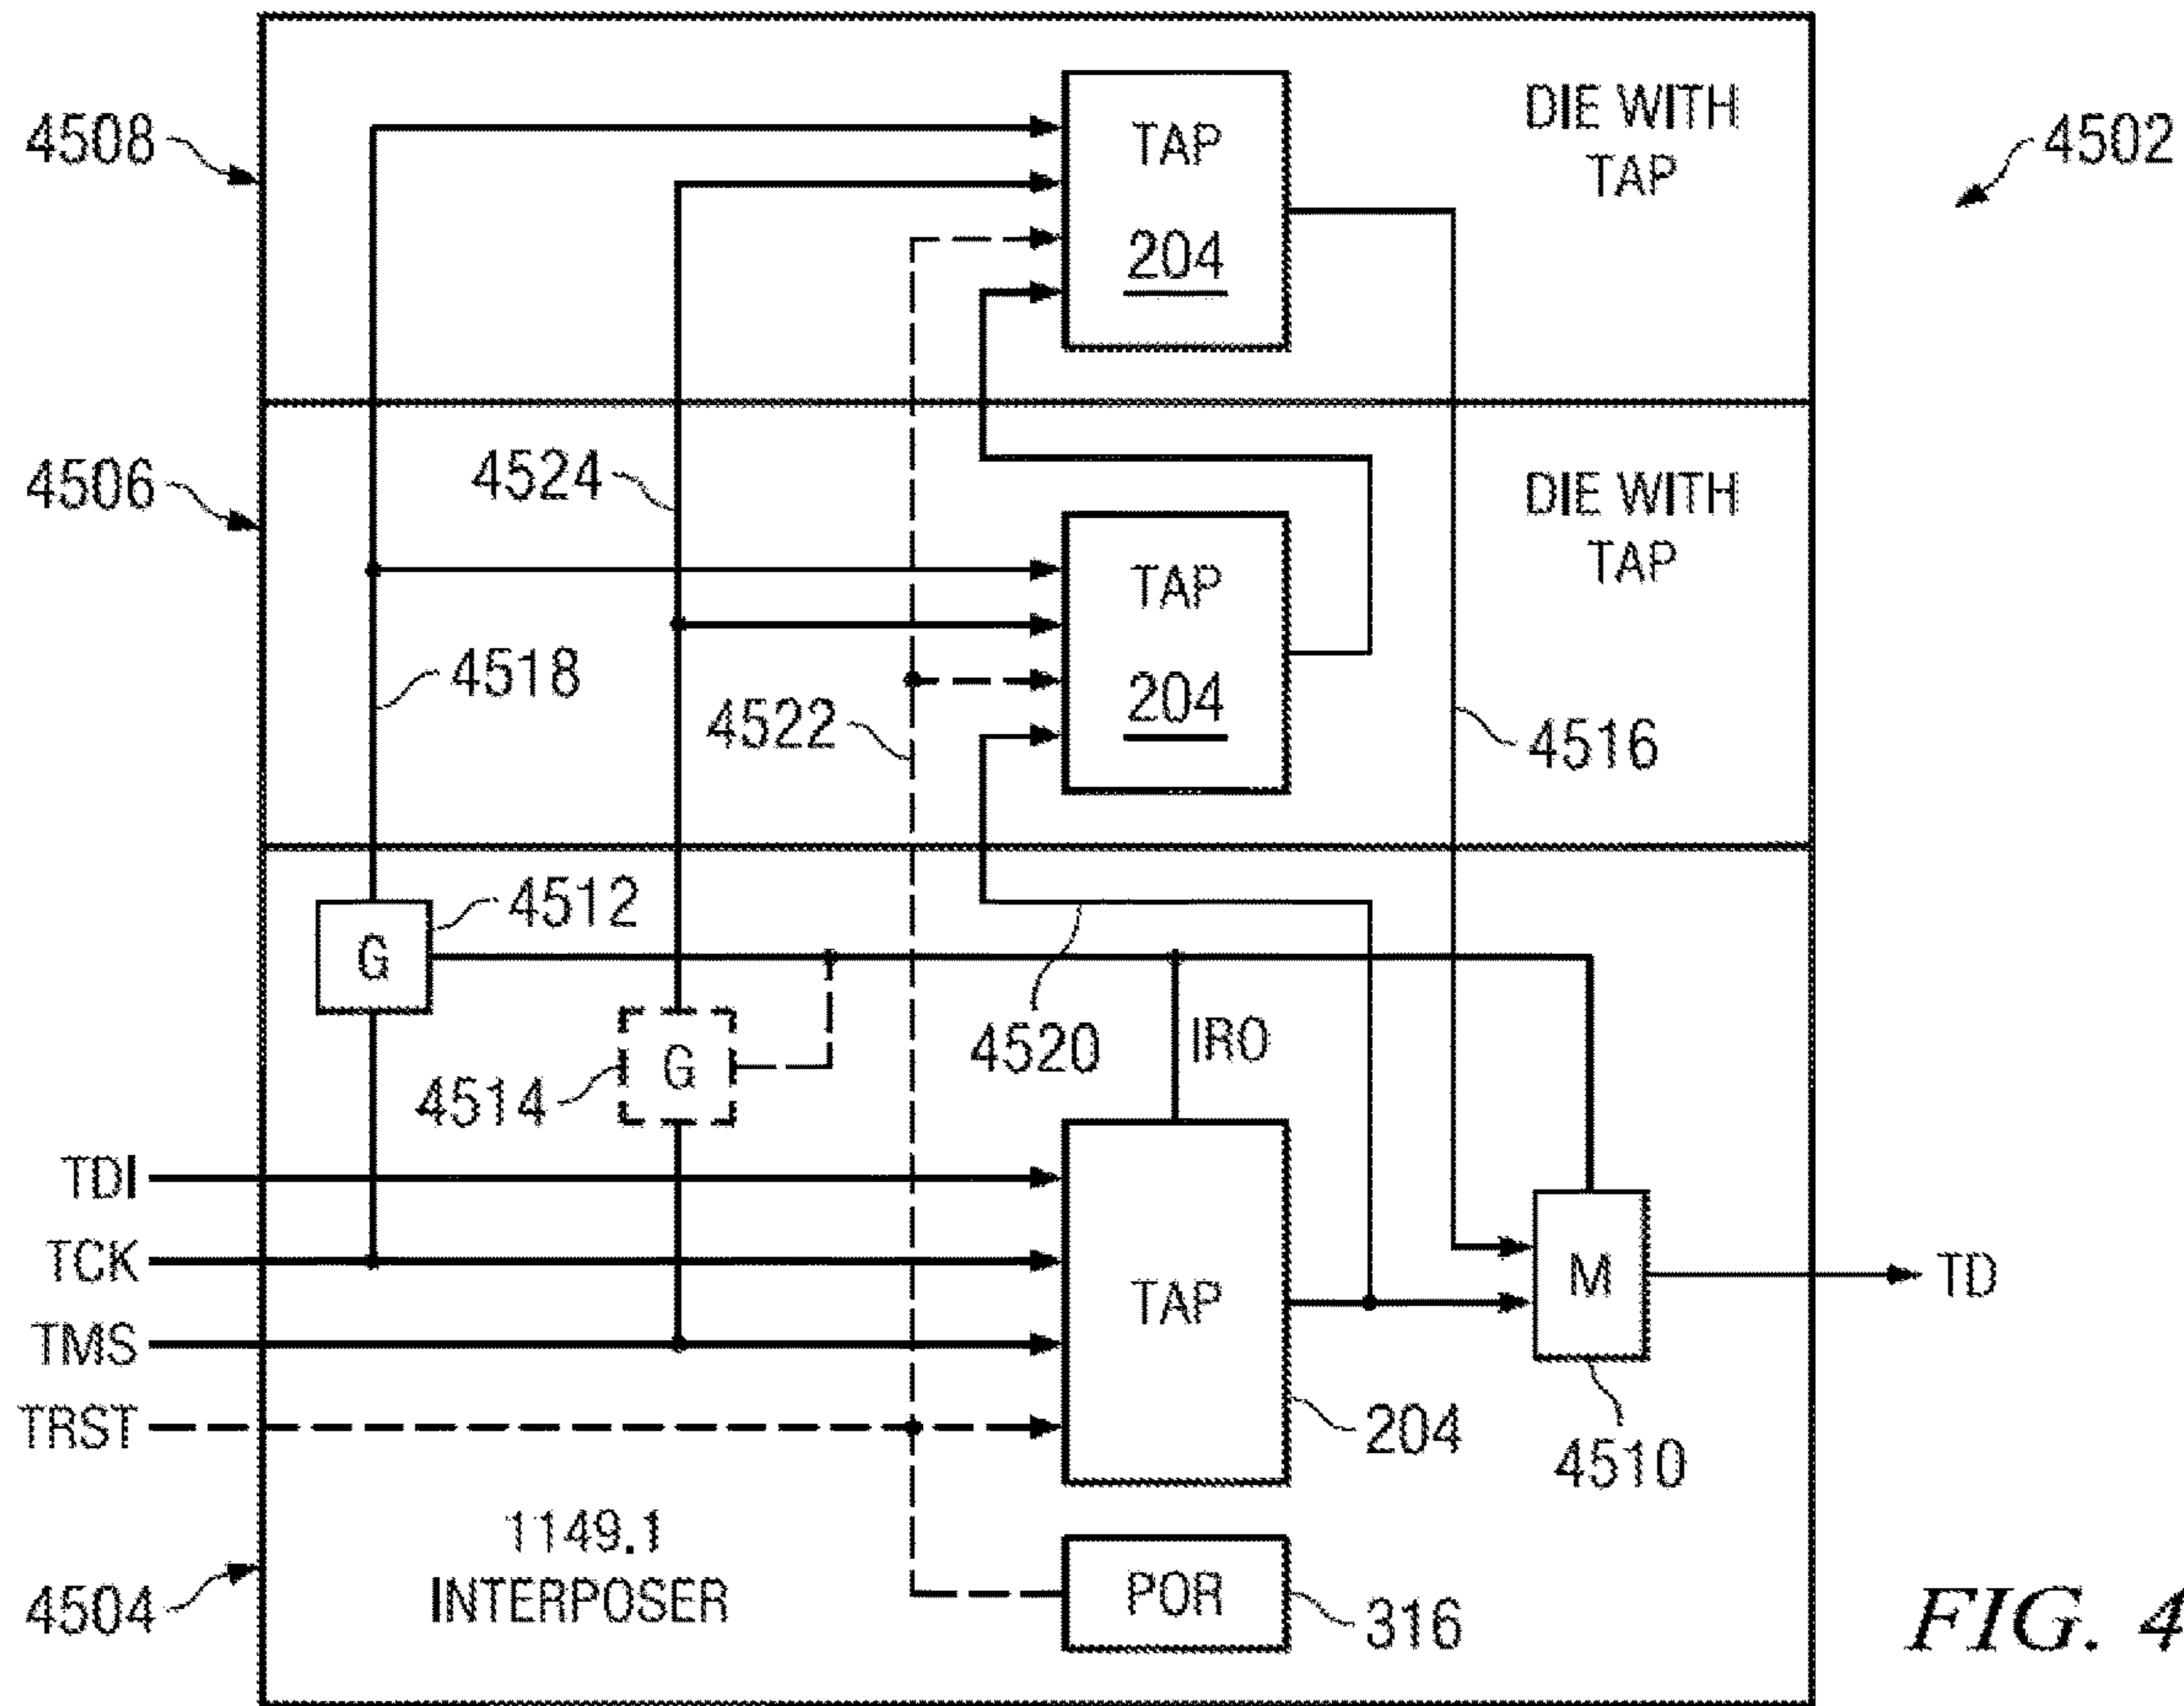 4508
TAP
204
DIE WITH
TAP
4502
4506
4524
4518
4522
TAP
204
DIE WITH
TAP
4516
4512
G
4514
G
4520
IRO
TDI
TCK
TMS
TRST
TAP
204
M
4510
TD
1149.1
INTERPOSER
4504
POR
316
FIG. 4